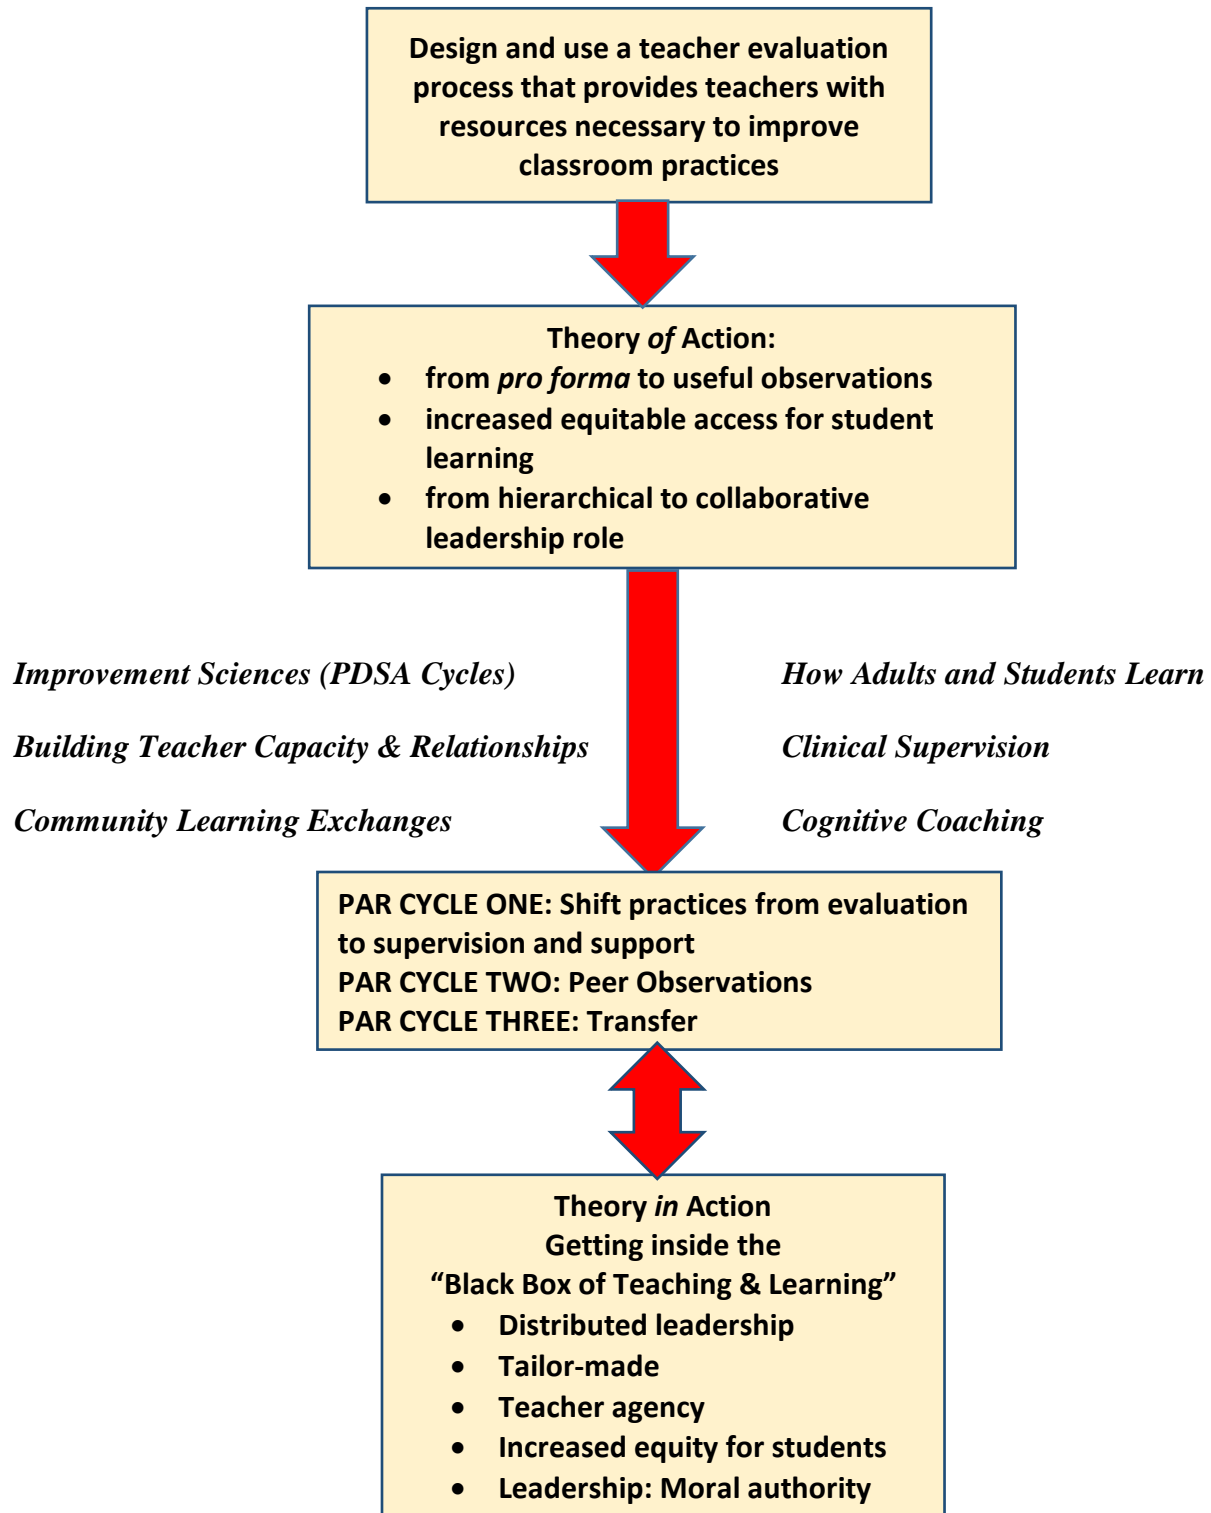 Design and use a teacher evaluation
process that provides teachers with
resources necessary to improve
classroom practices
Theory of Action:
• from pro forma to useful observations
• increased equitable access for student
learning
• from hierarchical to collaborative
leadership role
Improvement Sciences (PDSA Cycles)
Building Teacher Capacity & Relationships
Community Learning Exchanges
How Adults and Students Learn
Clinical Supervision
Cognitive Coaching
PAR CYCLE ONE: Shift practices from evaluation
to supervision and support
PAR CYCLE TWO: Peer Observations
PAR CYCLE THREE: Transfer
Theory in Action
Getting inside the
“Black Box of Teaching & Learning”
• Distributed leadership
• Tailor-made
• Teacher agency
• Increased equity for students
• Leadership: Moral authority